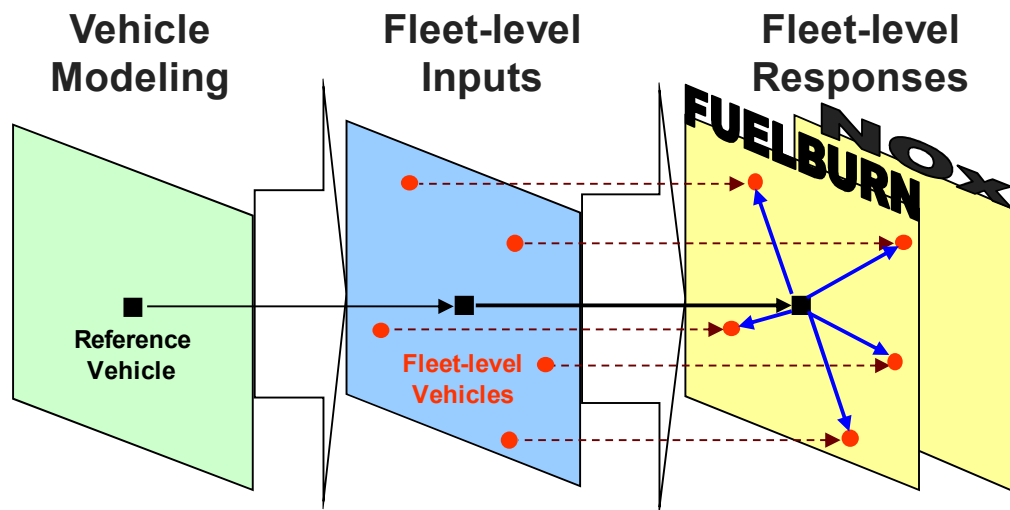 Vehicle
Modeling
Fleet-level
Inputs
Fleet-level
Responses
FUELBURN
NOx
Reference
Vehicle
Fleet-level
Vehicles